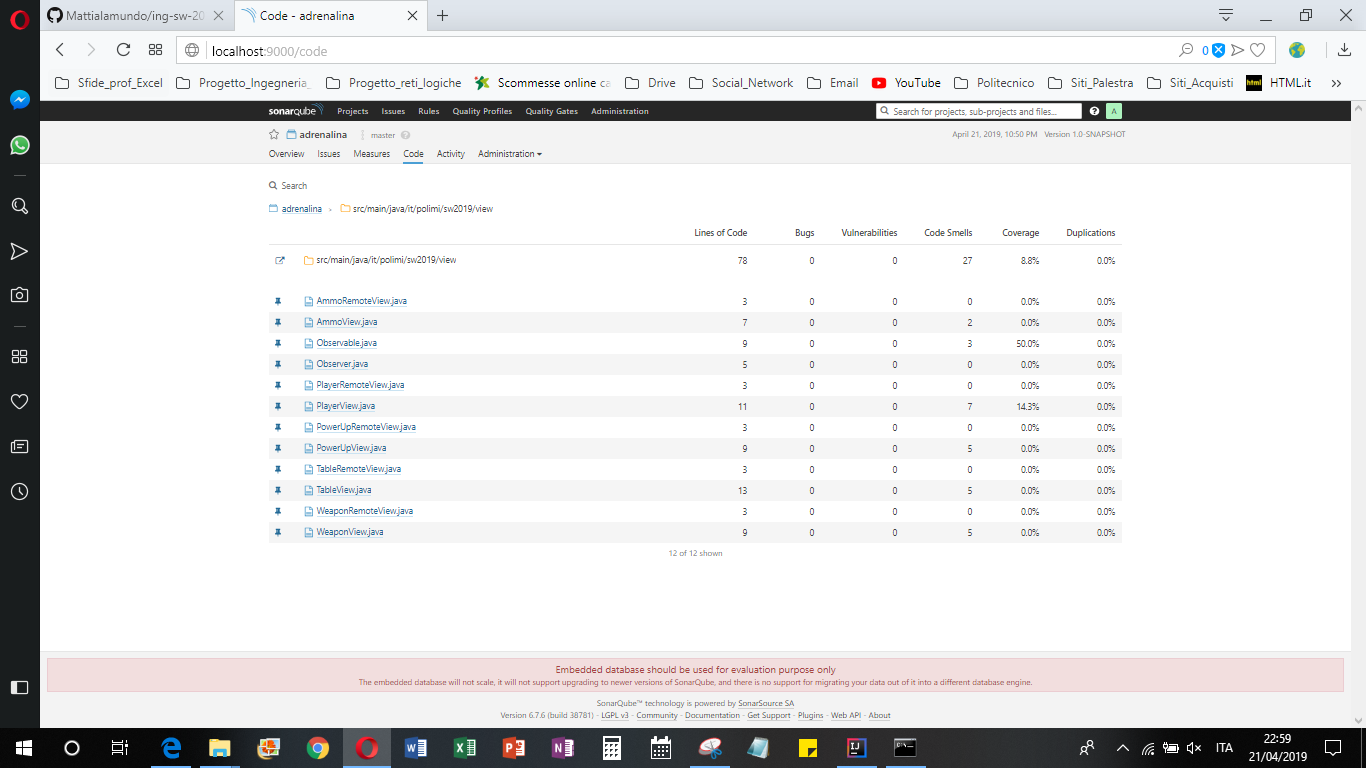 Mattialamundo/ing-sw-20
Code - adrenalina
localhost:9000/code
0
Sfide_prof_Excel
Progetto_Ingegneria_
Progetto_reti_logiche
Scommesse online ca
Drive
Social_Network
Email
YouTube
Politecnico
Siti_Palestra
Siti_Acquisti
html
HTML.it
sonarqube Projects Issues Rules Quality Profiles Quality Gates Administration
Search for projects, sub-projects and files...
A
adrenalina master
April 21, 2019, 10:50 PM Version 1.0-SNAPSHOT
Overview Issues Measures Code Activity Administration
Search
adrenalina > src/main/java/it/polimi/sw2019/view
Lines of Code Bugs Vulnerabilities Code Smells Coverage Duplications
src/main/java/it/polimi/sw2019/view 78 0 0 27 8.8% 0.0%
AmmoRemoteView.java 3 0 0 0 0.0% 0.0%
AmmoView.java 7 0 0 2 0.0% 0.0%
Observable.java 9 0 0 3 50.0% 0.0%
Observer.java 5 0 0 0 0.0% 0.0%
PlayerRemoteView.java 3 0 0 0 0.0% 0.0%
PlayerView.java 11 0 0 7 14.3% 0.0%
PowerUpRemoteView.java 3 0 0 0 0.0% 0.0%
PowerUpView.java 9 0 0 5 0.0% 0.0%
TableRemoteView.java 3 0 0 0 0.0% 0.0%
TableView.java 13 0 0 5 0.0% 0.0%
WeaponRemoteView.java 3 0 0 0 0.0% 0.0%
WeaponView.java 9 0 0 5 0.0% 0.0%
12 of 12 shown
Embedded database should be used for evaluation purpose only
The embedded database will not scale, it will not support upgrading to newer versions of SonarQube, and there is no support for migrating your data out of it into a different database engine.
SonarQube™ technology is powered by SonarSource SA
Version 6.7.6 (build 38781) - LGPL v3 - Community - Documentation - Get Support - Plugins - Web API - About
ITA
22:59
21/04/2019